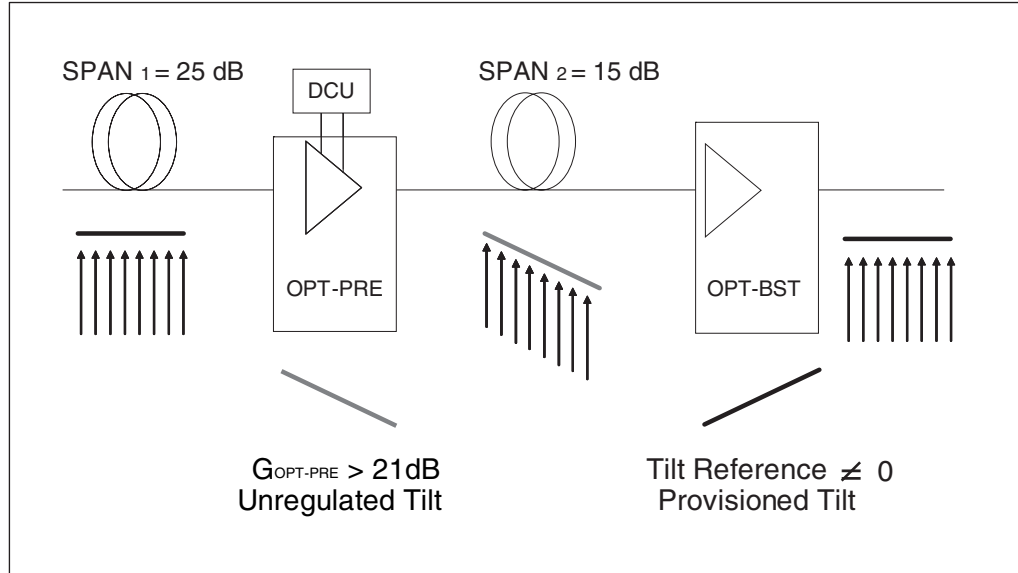 SPAN 1 = 25 dB
SPAN 2 = 15 dB
DCU
OPT-PRE
OPT-BST
GOPT-PRE > 21dB
Unregulated Tilt
Tilt Reference ≠ 0
Provisioned Tilt